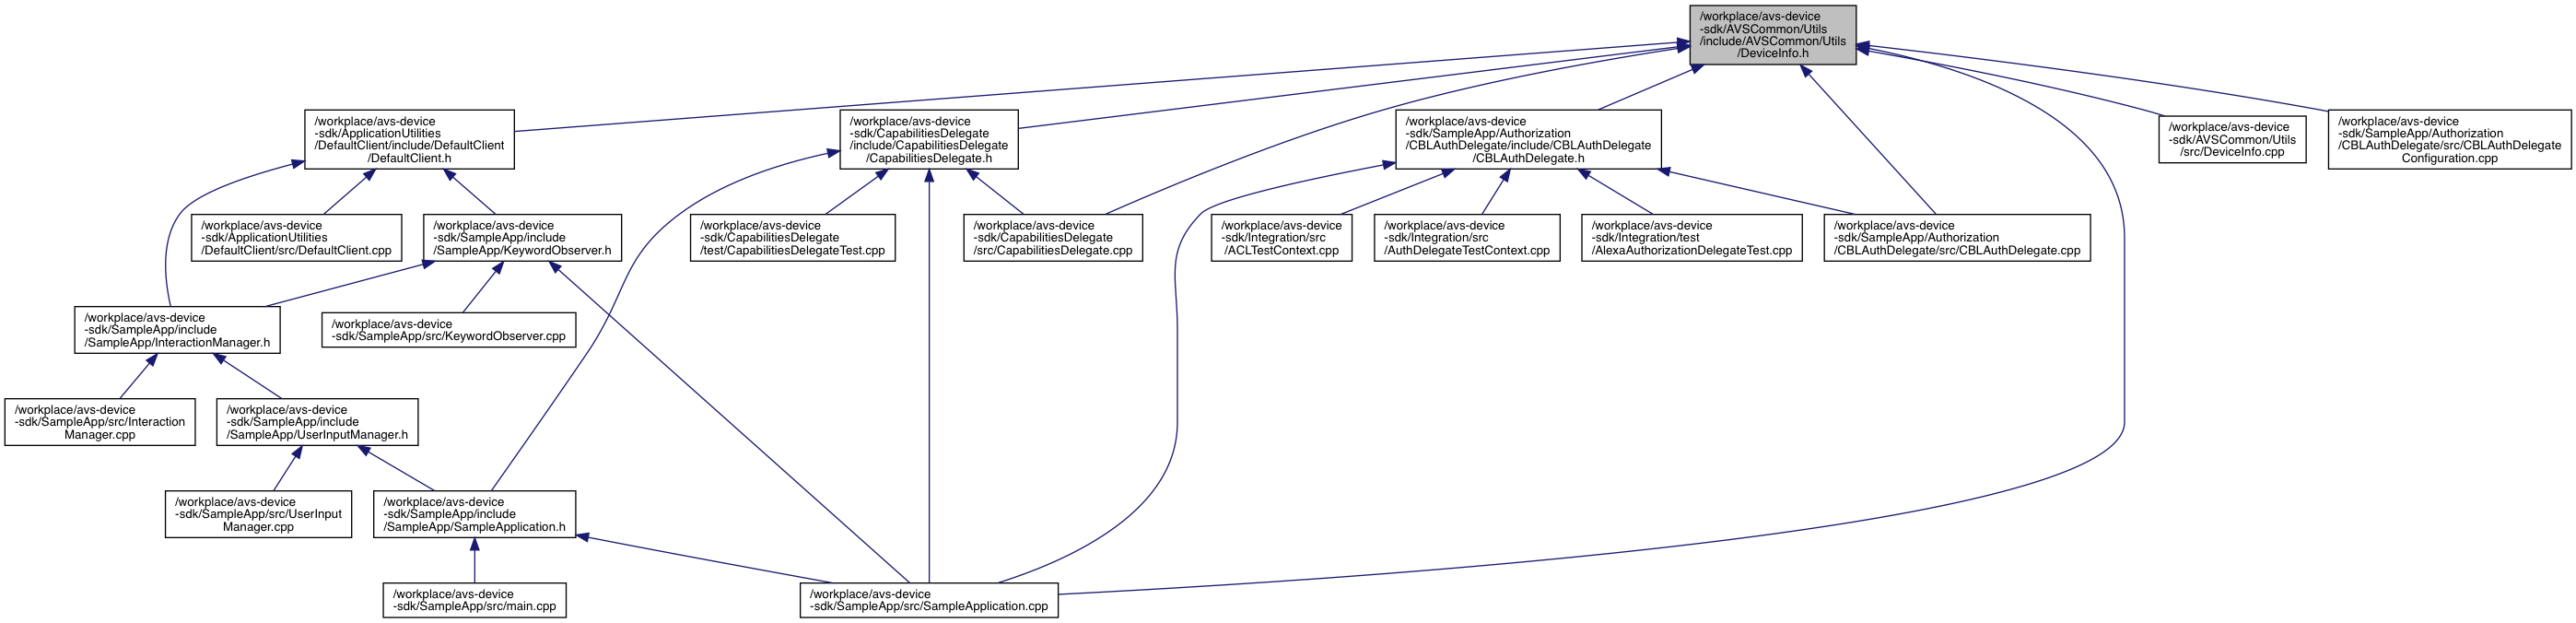 /workplace/avs-device
-sdk/AVSCommon/Utils
/include/AVSCommon/Utils
/DeviceInfo.h
/workplace/avs-device
-sdk/ApplicationUtilities
/DefaultClient/include/DefaultClient
/DefaultClient.h
/workplace/avs-device
-sdk/CapabilitiesDelegate
/include/CapabilitiesDelegate
/CapabilitiesDelegate.h
/workplace/avs-device
-sdk/SampleApp/Authorization
/CBLAuthDelegate/include/CBLAuthDelegate
/CBLAuthDelegate.h
/workplace/avs-device
-sdk/AVSCommon/Utils
/src/DeviceInfo.cpp
/workplace/avs-device
-sdk/SampleApp/Authorization
/CBLAuthDelegate/src/CBLAuthDelegate
Configuration.cpp
/workplace/avs-device
-sdk/ApplicationUtilities
/DefaultClient/src/DefaultClient.cpp
/workplace/avs-device
-sdk/SampleApp/include
/SampleApp/KeywordObserver.h
/workplace/avs-device
-sdk/CapabilitiesDelegate
/test/CapabilitiesDelegateTest.cpp
/workplace/avs-device
-sdk/CapabilitiesDelegate
/src/CapabilitiesDelegate.cpp
/workplace/avs-device
-sdk/Integration/src
/ACLTestContext.cpp
/workplace/avs-device
-sdk/Integration/src
/AuthDelegateTestContext.cpp
/workplace/avs-device
-sdk/Integration/test
/AlexaAuthorizationDelegateTest.cpp
/workplace/avs-device
-sdk/SampleApp/Authorization
/CBLAuthDelegate/src/CBLAuthDelegate.cpp
/workplace/avs-device
-sdk/SampleApp/include
/SampleApp/InteractionManager.h
/workplace/avs-device
-sdk/SampleApp/src/KeywordObserver.cpp
/workplace/avs-device
-sdk/SampleApp/src/Interaction
Manager.cpp
/workplace/avs-device
-sdk/SampleApp/include
/SampleApp/UserInputManager.h
/workplace/avs-device
-sdk/SampleApp/src/UserInput
Manager.cpp
/workplace/avs-device
-sdk/SampleApp/include
/SampleApp/SampleApplication.h
/workplace/avs-device
-sdk/SampleApp/src/main.cpp
/workplace/avs-device
-sdk/SampleApp/src/SampleApplication.cpp